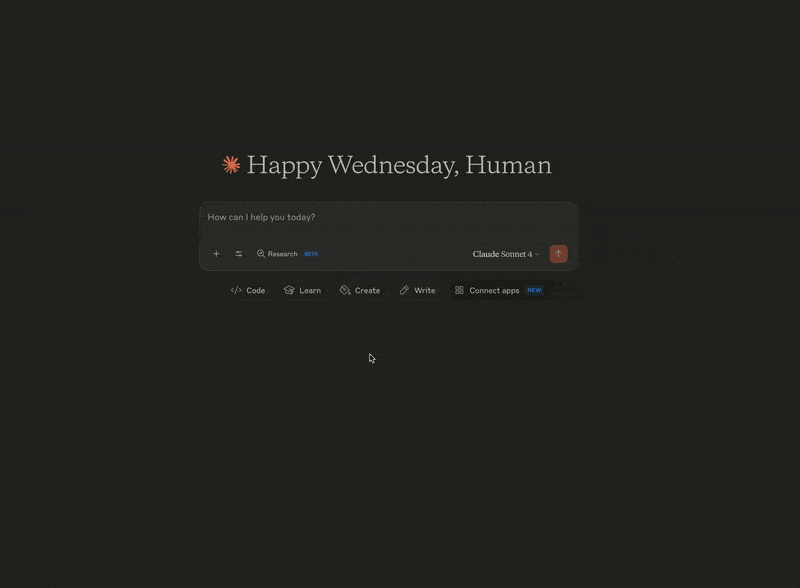 Happy Wednesday, Human
How can I help you today?
Research BETA
Claude Sonnet 4
Code
Learn
Create
Write
Connect apps NEW